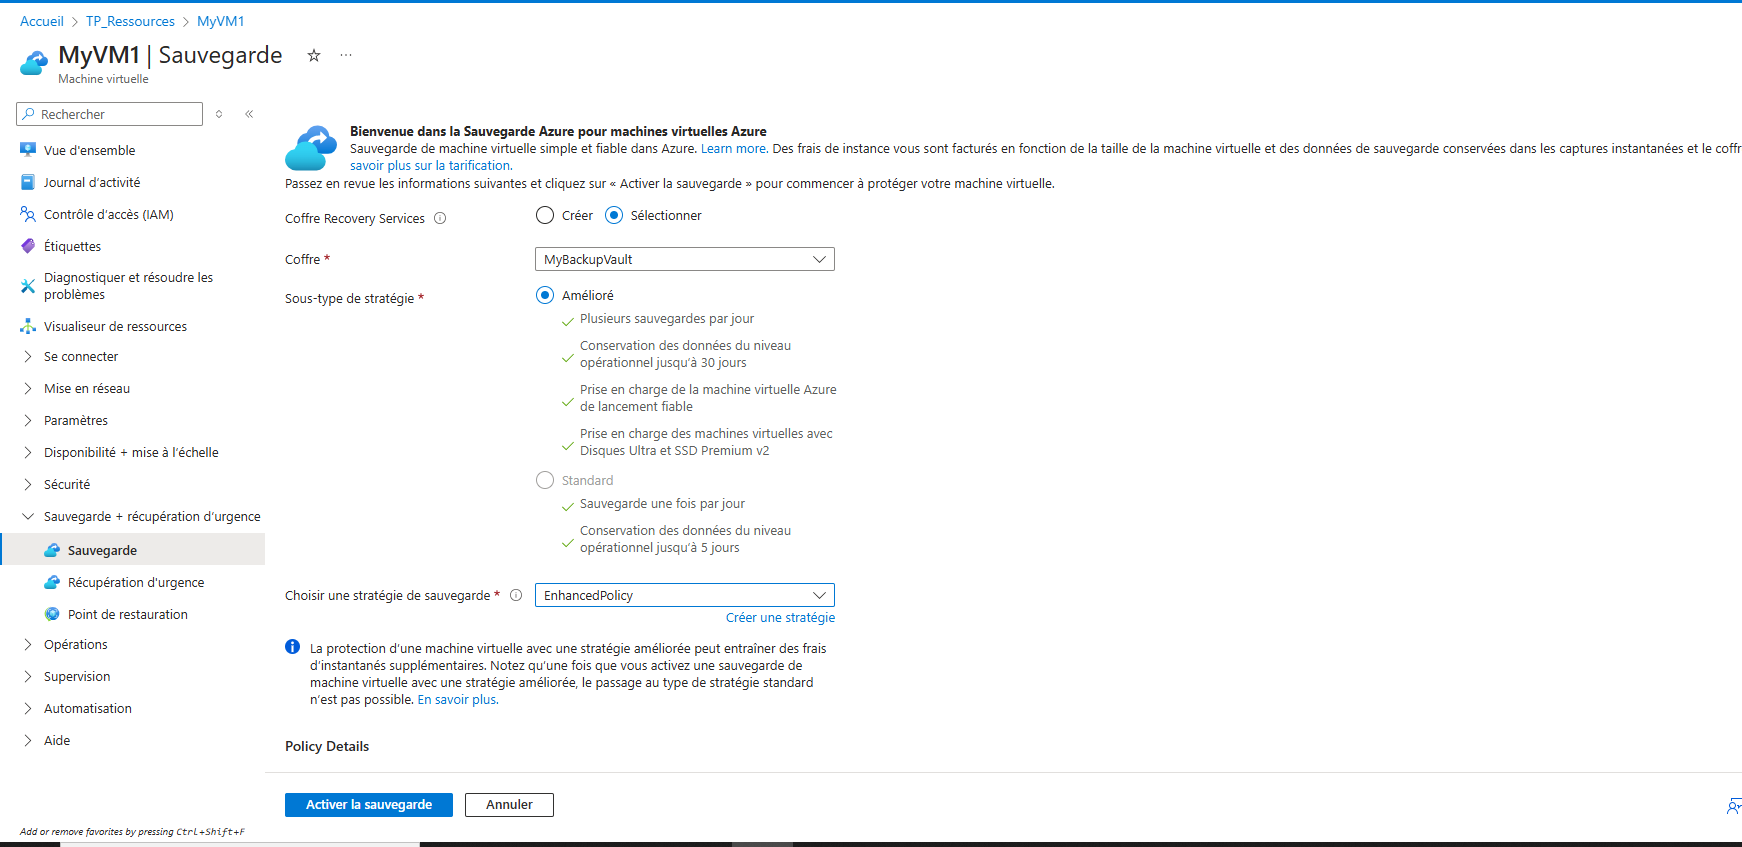 Accueil > TP_Ressources > MyVM1
MyVM1 | Sauvegarde
Machine virtuelle
Rechercher
Vue d'ensemble
Journal d'activité
Contrôle d'accès (IAM)
Étiquettes
Diagnostiquer et résoudre les
problèmes
Visualiseur de ressources
Se connecter
Mise en réseau
Paramètres
Disponibilité + mise à l'échelle
Sécurité
Sauvegarde + récupération d'urgence
Sauvegarde
Récupération d'urgence
Point de restauration
Opérations
Supervision
Automatisation
Aide
Add or remove favorites by pressing Ctrl+Shift+F
Bienvenue dans la Sauvegarde Azure pour machines virtuelles Azure
Sauvegarde de machine virtuelle simple et fiable dans Azure. Learn more. Des frais de instance vous sont facturés en fonction de la taille de la machine virtuelle et des données de sauvegarde conservées dans les captures instantanées et le coffr
savoir plus sur la tarification.
Passez en revue les informations suivantes et cliquez sur « Activer la sauvegarde » pour commencer à protéger votre machine virtuelle.
Coffre Recovery Services
Créer
Sélectionner
Coffre *
MyBackupVault
Sous-type de stratégie *
Amélioré
Plusieurs sauvegardes par jour
Conservation des données du niveau
opérationnel jusqu'à 30 jours
Prise en charge de la machine virtuelle Azure
de lancement fiable
Prise en charge des machines virtuelles avec
Disques Ultra et SSD Premium v2
Standard
Sauvegarde une fois par jour
Conservation des données du niveau
opérationnel jusqu'à 5 jours
Choisir une stratégie de sauvegarde *
EnhancedPolicy
Créer une stratégie
La protection d'une machine virtuelle avec une stratégie améliorée peut entraîner des frais
d'instantanés supplémentaires. Notez qu'une fois que vous activez une sauvegarde de
machine virtuelle avec une stratégie améliorée, le passage au type de stratégie standard
n'est pas possible. En savoir plus.
Policy Details
Activer la sauvegarde
Annuler